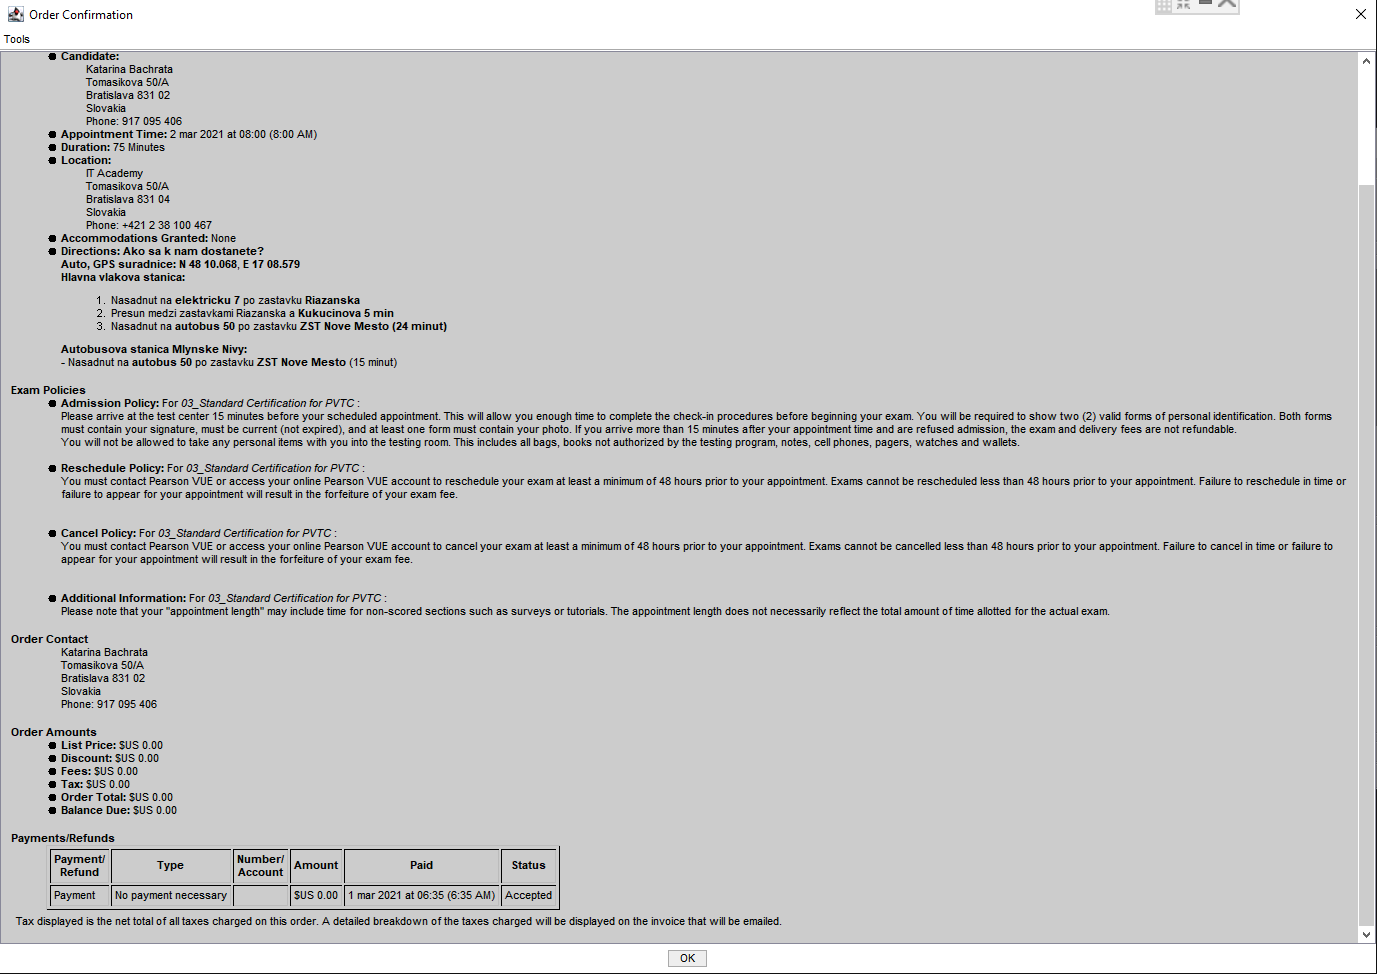 Order Confirmation
Tools
Candidate:
Katarina Bachrata
Tomasikova 50/A
Bratislava 831 02
Slovakia
Phone: 917 095 406
Appointment Time: 2 mar 2021 at 08:00 (8:00 AM)
Duration: 75 Minutes
Location:
IT Academy
Tomasikova 50/A
Bratislava 831 04
Slovakia
Phone: +421 2 38 100 467
Accommodations Granted: None
Directions: Ako sa k nam dostanete?
Auto, GPS suradnice: N 48 10.068, E 17 08.579
Hlavna vlakova stanica:
1. Nasadnut na elektricku 7 po zastavku Riazanska
2. Presun medzi zastavkami Riazanska a Kukucinova 5 min
3. Nasadnut na autobus 50 po zastavku ZST Nove Mesto (24 minut)
Autobusova stanica Mlynske Nivy:
- Nasadnut na autobus 50 po zastavku ZST Nove Mesto (15 minut)
Exam Policies
Admission Policy: For 03_Standard Certification for PVTC :
Please arrive at the test center 15 minutes before your scheduled appointment. This will allow you enough time to complete the check-in procedures before beginning your exam. You will be required to show two (2) valid forms of personal identification. Both forms
must contain your signature, must be current (not expired), and at least one form must contain your photo. If you arrive more than 15 minutes after your appointment time and are refused admission, the exam and delivery fees are not refundable.
You will not be allowed to take any personal items with you into the testing room. This includes all bags, books not authorized by the testing program, notes, cell phones, pagers, watches and wallets.
Reschedule Policy: For 03_Standard Certification for PVTC :
You must contact Pearson VUE or access your online Pearson VUE account to reschedule your exam at least a minimum of 48 hours prior to your appointment. Exams cannot be rescheduled less than 48 hours prior to your appointment. Failure to reschedule in time or
failure to appear for your appointment will result in the forfeiture of your exam fee.
Cancel Policy: For 03_Standard Certification for PVTC :
You must contact Pearson VUE or access your online Pearson VUE account to cancel your exam at least a minimum of 48 hours prior to your appointment. Exams cannot be cancelled less than 48 hours prior to your appointment. Failure to cancel in time or failure to
appear for your appointment will result in the forfeiture of your exam fee.
Additional Information: For 03_Standard Certification for PVTC :
Please note that your "appointment length" may include time for non-scored sections such as surveys or tutorials. The appointment length does not necessarily reflect the total amount of time allotted for the actual exam.
Order Contact
Katarina Bachrata
Tomasikova 50/A
Bratislava 831 02
Slovakia
Phone: 917 095 406
Order Amounts
List Price: $US 0.00
Discount: $US 0.00
Fees: $US 0.00
Tax: $US 0.00
Order Total: $US 0.00
Balance Due: $US 0.00
Payments/Refunds
Payment/ Refund Type Number/ Account Amount Paid Status
Payment No payment necessary $US 0.00 1 mar 2021 at 06:35 (6:35 AM) Accepted
Tax displayed is the net total of all taxes charged on this order. A detailed breakdown of the taxes charged will be displayed on the invoice that will be emailed.
OK